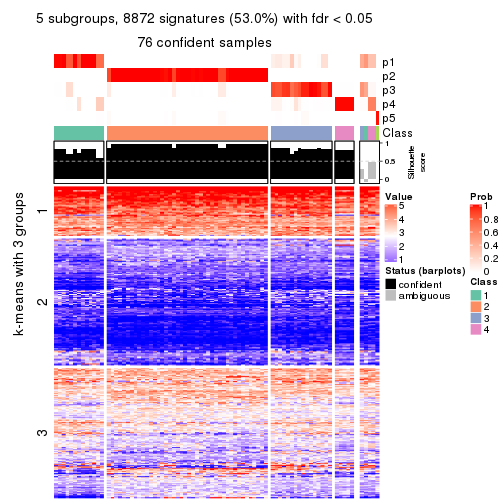 5 subgroups, 8872 signatures (53.0%) with fdr < 0.05
76 confident samples
p1
p2
p3
p4
p5
Class
1
0.5
0
Silhouette
score
k-means with 3 groups
1
2
3
Value
5
4
3
2
1
Status (barplots)
confident
ambiguous
Prob
1
0.8
0.6
0.4
0.2
0
Class
1
2
3
4